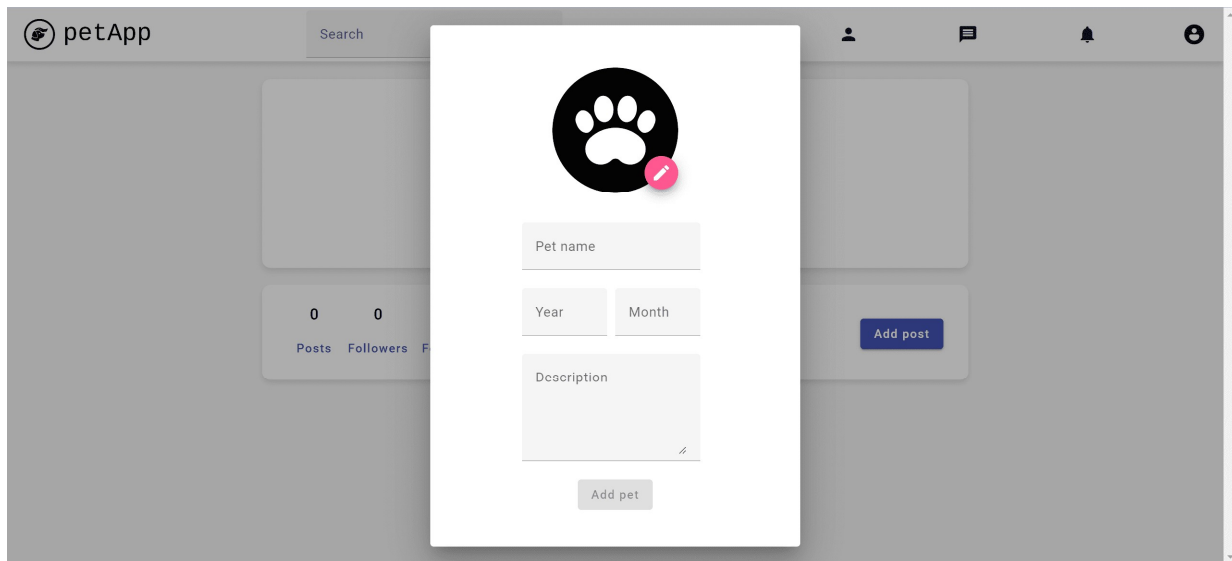 petApp
Search
Pet name
Year Month
Description
Add pet
0 0
Posts Followers F
Add post